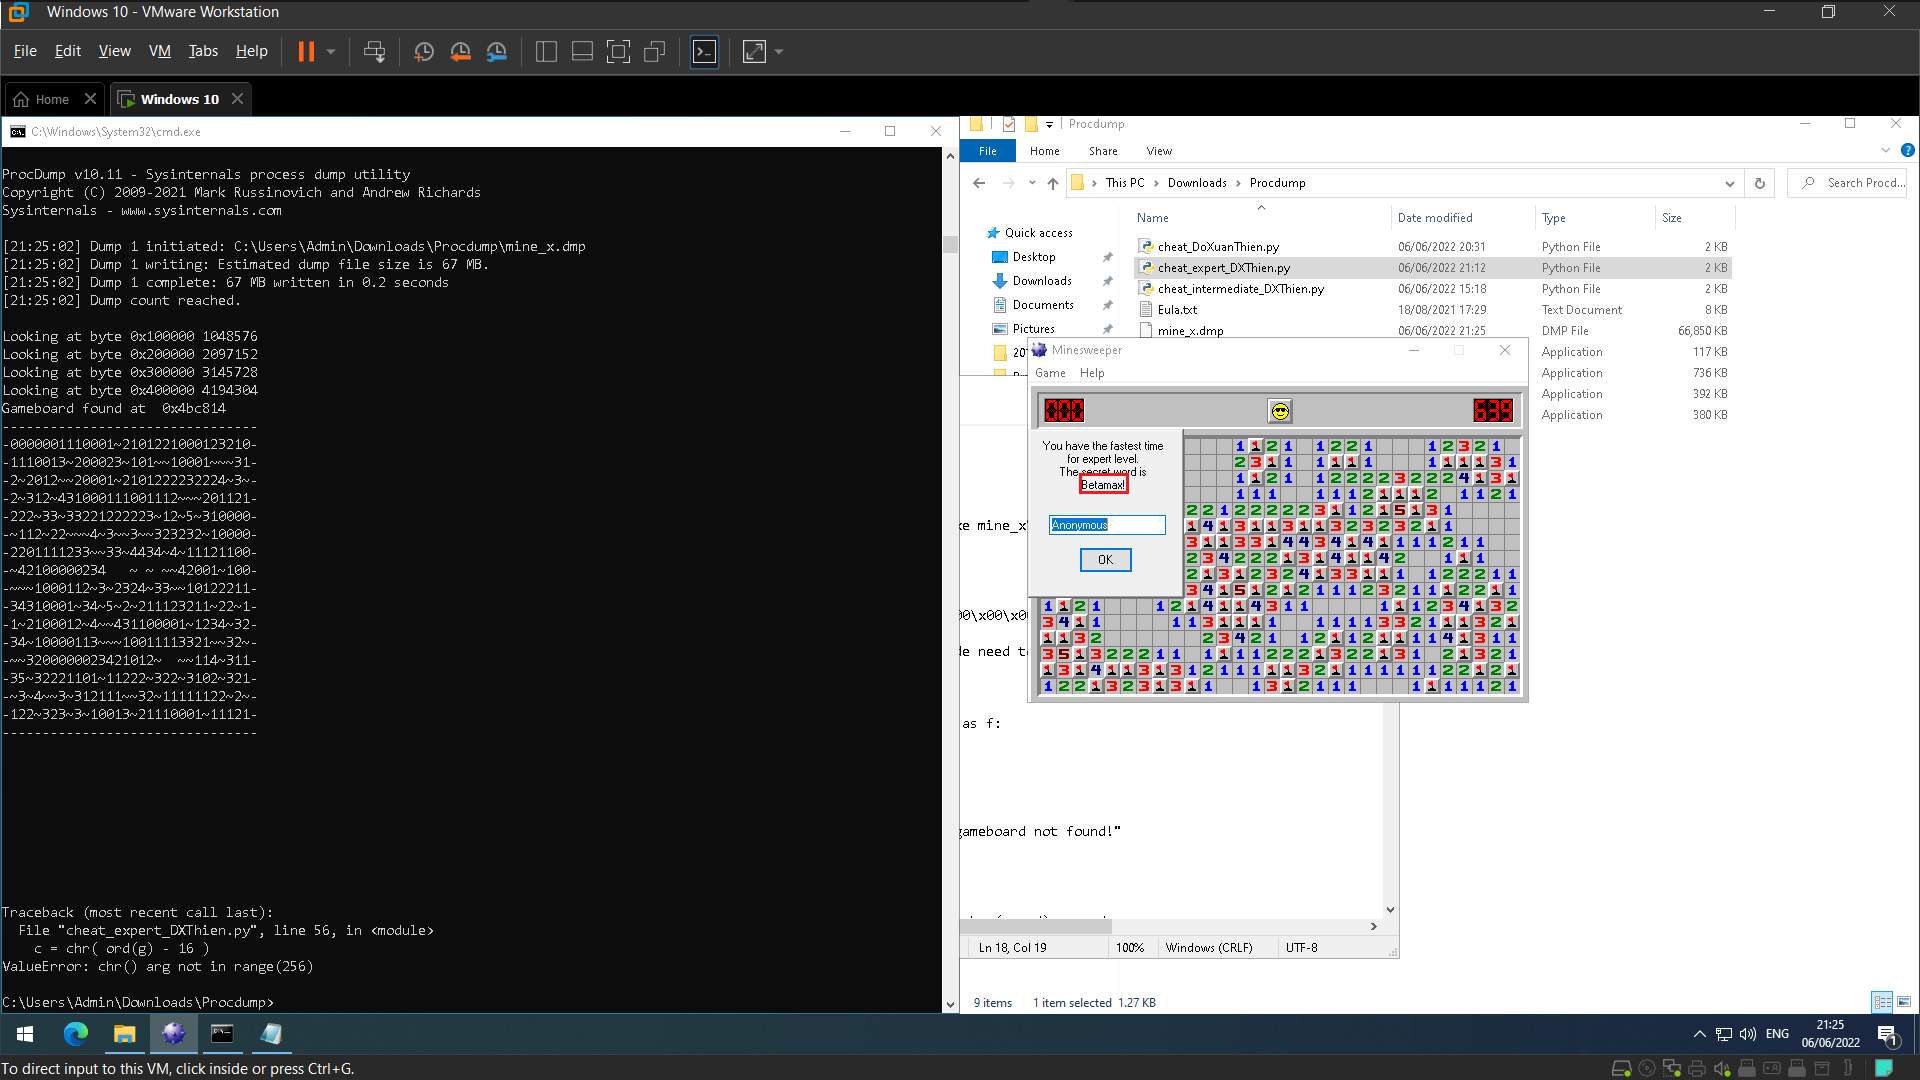 Windows 10 - VMware Workstation
File Edit View VM Tabs Help
Home
Windows 10
C:\Windows\System32\cmd.exe
ProcDump v10.11 - Sysinternals process dump utility
Copyright (C) 2009-2021 Mark Russinovich and Andrew Richards
Sysinternals - www.sysinternals.com
[21:25:02] Dump 1 initiated: C:\Users\Admin\Downloads\Procdump\mine_x.dmp
[21:25:02] Dump 1 writing: Estimated dump file size is 67 MB.
[21:25:02] Dump 1 complete: 67 MB written in 0.2 seconds
[21:25:02] Dump count reached.
Looking at byte 0x100000 1048576
Looking at byte 0x200000 2097152
Looking at byte 0x300000 3145728
Looking at byte 0x400000 4194304
Gameboard found at  0x4bc814
--------------------------------
-0000001110001~2101221000123210-
-1110013~200023~101~~10001~~~31-
-2~2012~~20001~2101222232224~3~-
-2~312~431000111001112~~~201121-
-222~33~33221222223~12~5~310000-
-~112~22~~~4~3~~3~~323232~10000-
-2201111233~~33~4434~4~11121100-
-~42100000234   ~ ~ ~~42001~100-
-~~~1000112~3~2324~33~~10122211-
-34310001~34~5~2~211123211~22~1-
-1~2100012~4~~431100001~1234~32-
-34~10000113~~~10011113321~~32~-
-~~3200000023421012~  ~~114~311-
-35~32221101~11222~322~3102~321-
-~3~4~~3~312111~~32~11111122~2~-
-122~323~3~10013~21110001~11121-
--------------------------------
Traceback (most recent call last):
File "cheat_expert_DXThien.py", line 56, in <module>
c = chr( ord(g) - 16 )
ValueError: chr() arg not in range(256)
C:\Users\Admin\Downloads\Procdump>
Procdump
File Home Share View
This PC > Downloads > Procdump
Search Procd...
Name Date modified Type Size
Quick access
Desktop
Downloads
Documents
Pictures
cheat_DoXuanThien.py 06/06/2022 20:31 Python File 2 KB
cheat_expert_DXThien.py 06/06/2022 21:12 Python File 2 KB
cheat_intermediate_DXThien.py 06/06/2022 15:18 Python File 2 KB
Eula.txt 18/08/2021 17:29 Text Document 8 KB
mine_x.dmp 06/06/2022 21:25 DMP File 66,850 KB
Application 117 KB
Application 736 KB
Application 392 KB
Application 380 KB
Minesweeper
Game Help
You have the fastest time
for expert level.
The secret word is
Betamax!
Anonymous
OK
xe mine_x
00\x00\x0
de need t
as f:
gameboard not found!"
Ln 18, Col 19 100% Windows (CRLF) UTF-8
9 items 1 item selected 1.27 KB
ENG
21:25
06/06/2022
1
To direct input to this VM, click inside or press Ctrl+G.